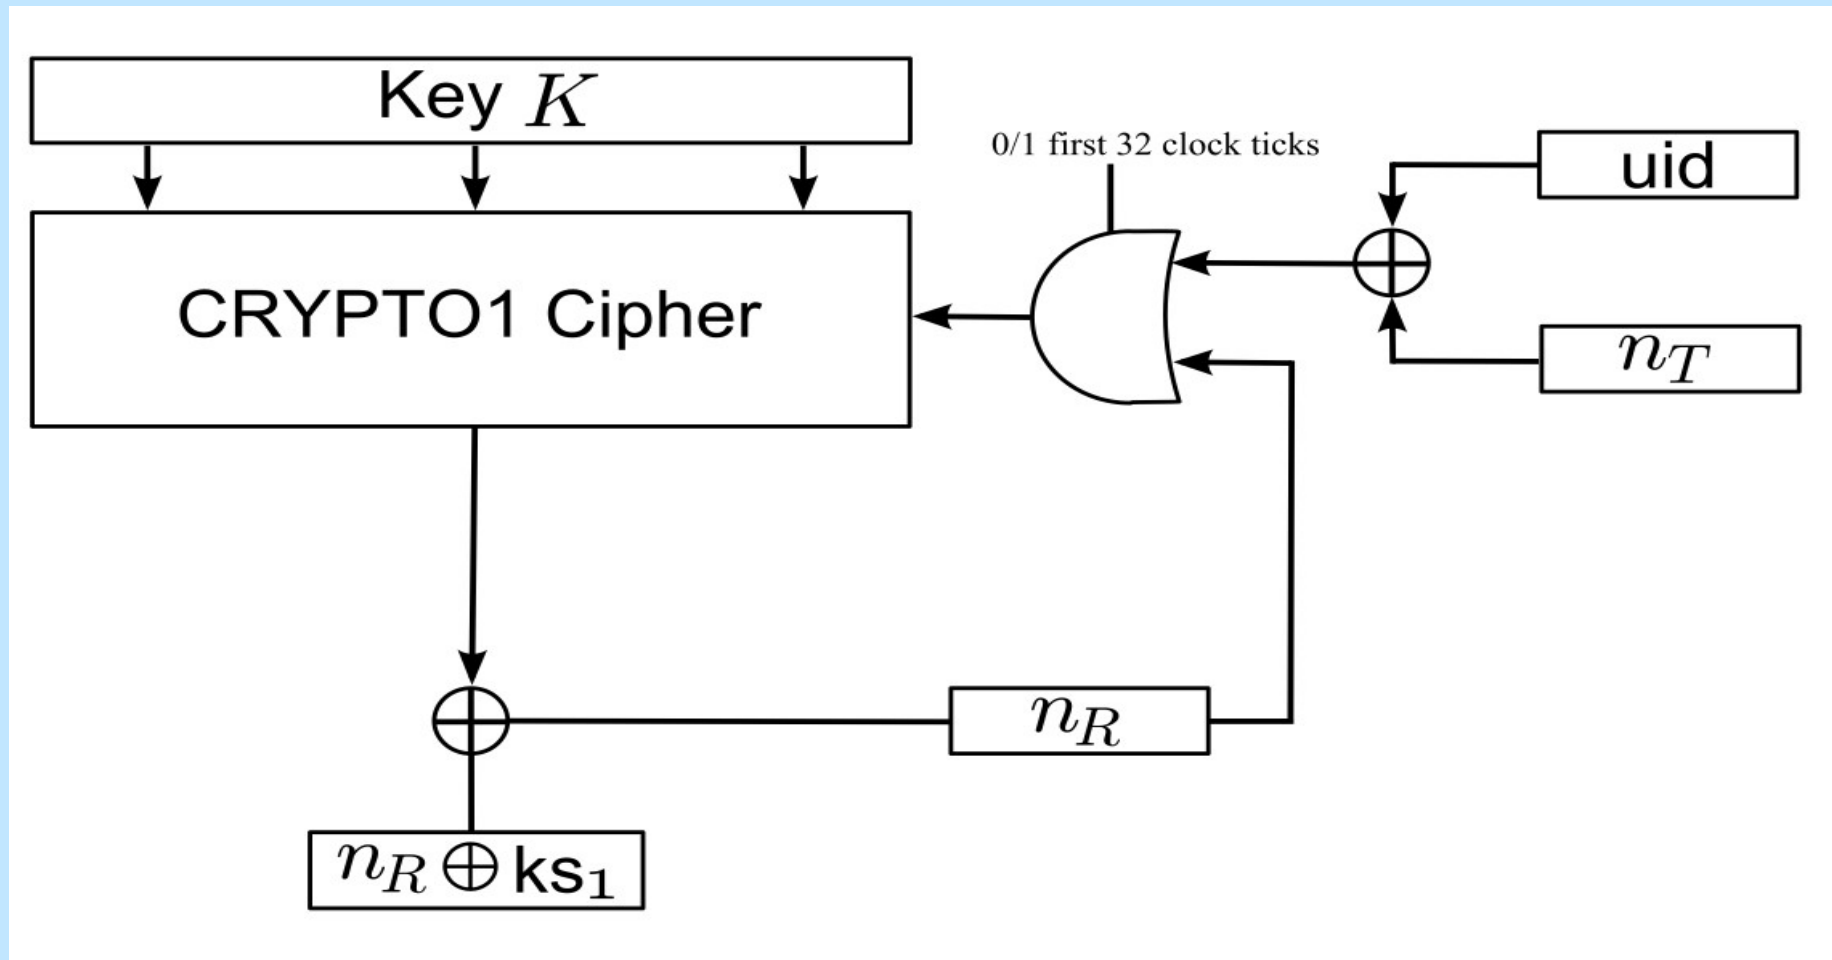 Key K
0/1 first 32 clock ticks
uid
CRYPTO1 Cipher
n_T
n_R
n_R ⊕ ks₁